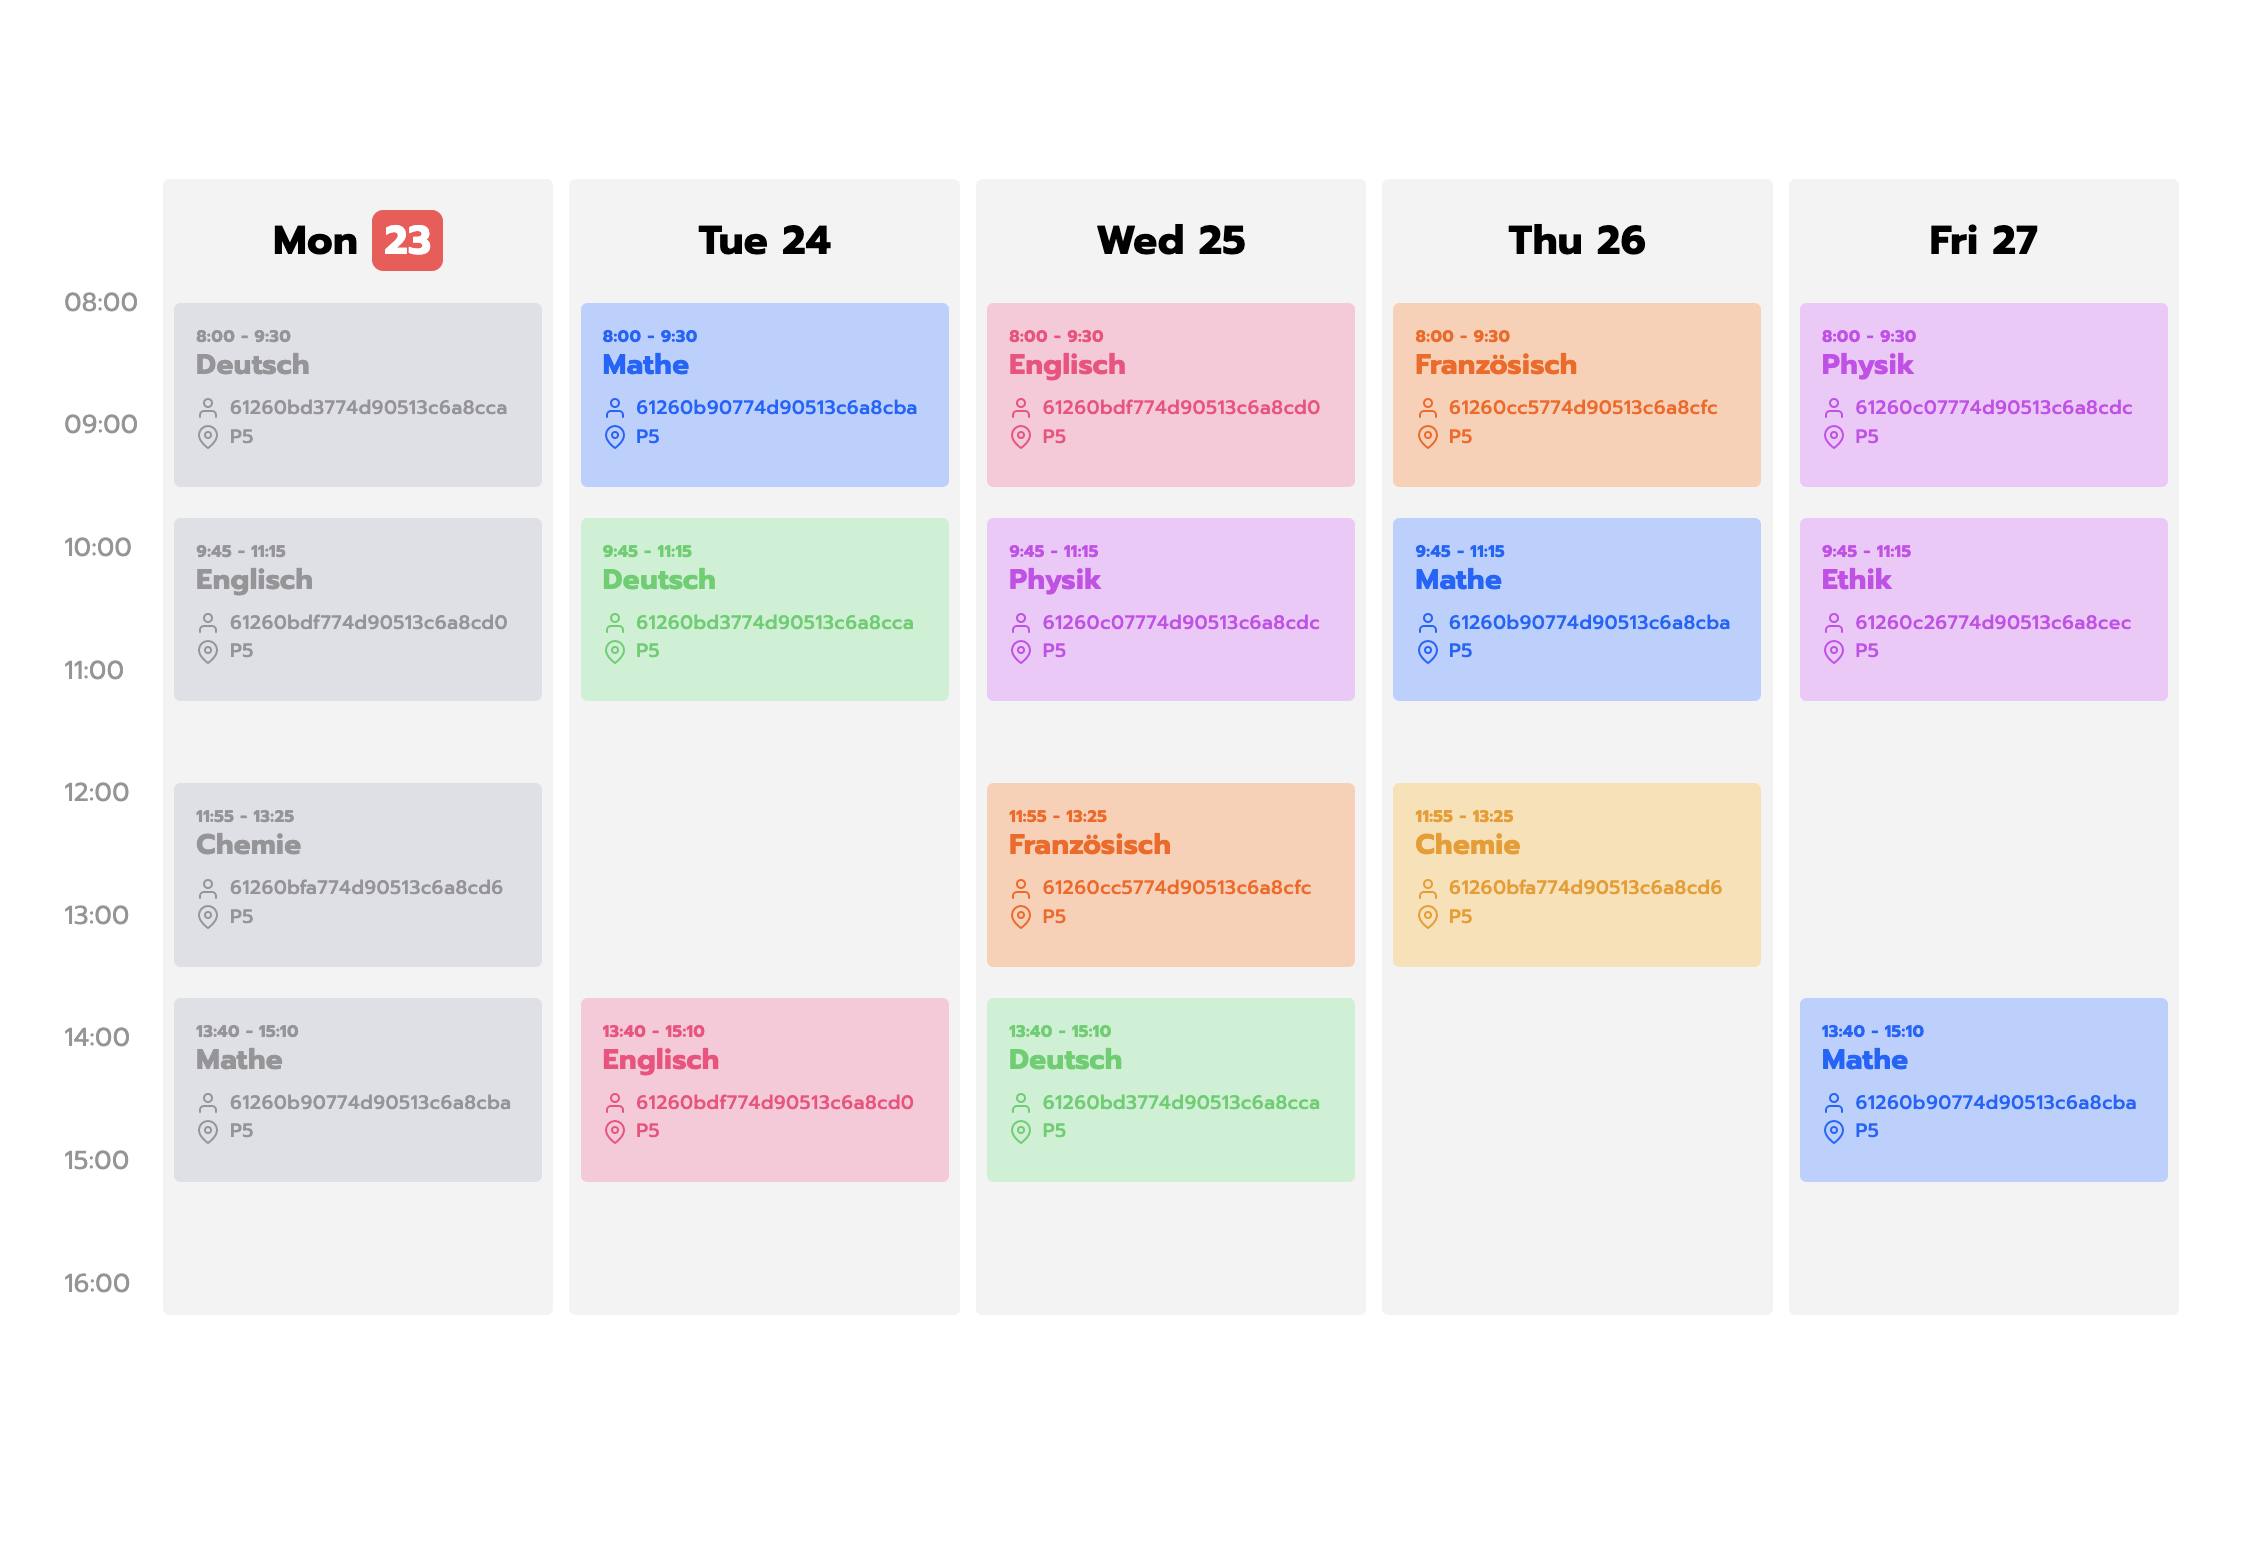 Mon 23
Tue 24
Wed 25
Thu 26
Fri 27
08:00
09:00
10:00
11:00
12:00
13:00
14:00
15:00
16:00
8:00 - 9:30
Deutsch
61260bd3774d90513c6a8cca
P5
9:45 - 11:15
Englisch
61260bdf774d90513c6a8cd0
P5
11:55 - 13:25
Chemie
61260bfa774d90513c6a8cd6
P5
13:40 - 15:10
Mathe
61260b90774d90513c6a8cba
P5
8:00 - 9:30
Mathe
61260b90774d90513c6a8cba
P5
9:45 - 11:15
Deutsch
61260bd3774d90513c6a8cca
P5
13:40 - 15:10
Englisch
61260bdf774d90513c6a8cd0
P5
8:00 - 9:30
Englisch
61260bdf774d90513c6a8cd0
P5
9:45 - 11:15
Physik
61260c07774d90513c6a8cdc
P5
11:55 - 13:25
Französisch
61260cc5774d90513c6a8cfc
P5
13:40 - 15:10
Deutsch
61260bd3774d90513c6a8cca
P5
8:00 - 9:30
Französisch
61260cc5774d90513c6a8cfc
P5
9:45 - 11:15
Mathe
61260b90774d90513c6a8cba
P5
11:55 - 13:25
Chemie
61260bfa774d90513c6a8cd6
P5
8:00 - 9:30
Physik
61260c07774d90513c6a8cdc
P5
9:45 - 11:15
Ethik
61260c26774d90513c6a8cec
P5
13:40 - 15:10
Mathe
61260b90774d90513c6a8cba
P5